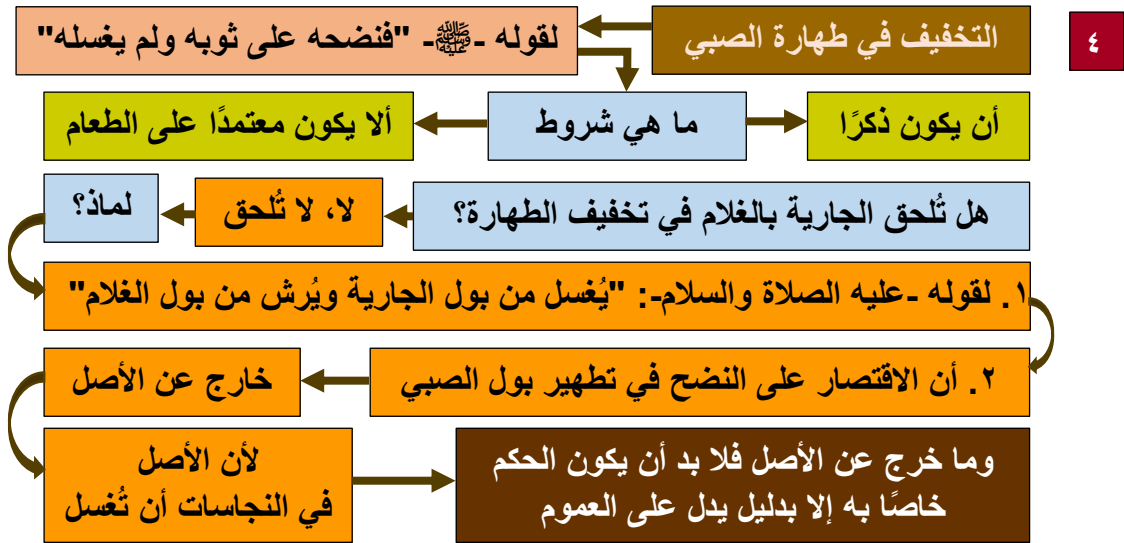 ٤
التخفيف في طهارة الصبي
لقوله -ﷺ- "فنضحه على ثوبه ولم يغسله"
أن يكون ذكرًا
ما هي شروط
ألا يكون معتمدًا على الطعام
هل تُلحق الجارية بالغلام في تخفيف الطهارة؟
لا، لا تُلحق
لماذ؟
١. لقوله -عليه الصلاة والسلام-: "يُغسل من بول الجارية ويُرش من بول الغلام"
٢. أن الاقتصار على النضح في تطهير بول الصبي
خارج عن الأصل
لأن الأصل
في النجاسات أن تُغسل
وما خرج عن الأصل فلا بد أن يكون الحكم
خاصًا به إلا بدليل يدل على العموم